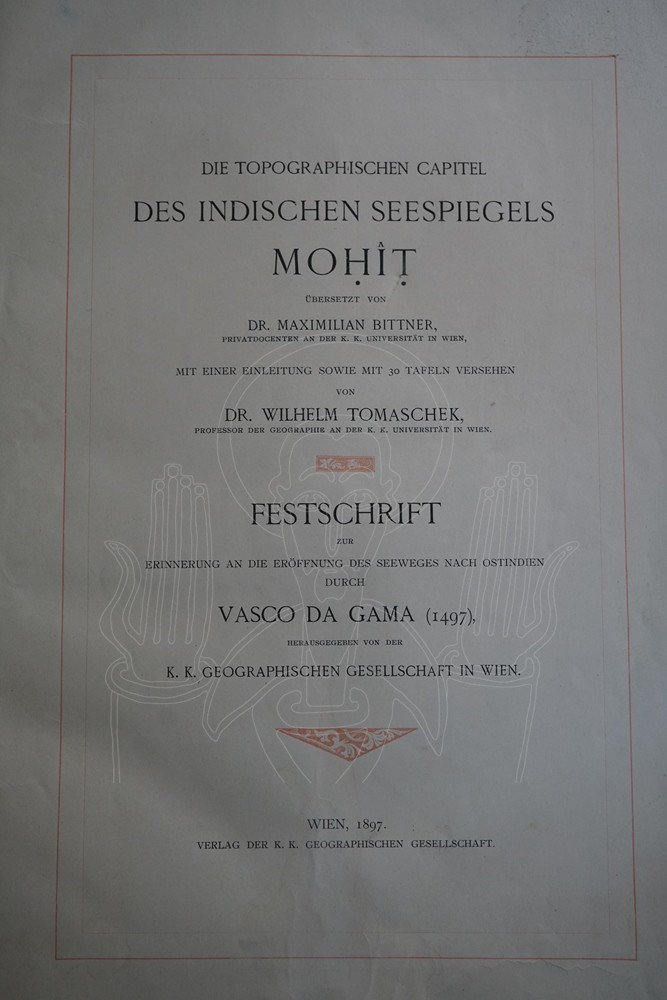 DIE TOPOGRAPHISCHEN CAPITEL
DES INDISCHEN SEESPIEGELS
MOḤÎṬ
ÜBERSETZT VON
DR. MAXIMILIAN BITTNER,
PRIVATDOCENTEN AN DER K. K. UNIVERSITÄT IN WIEN,
MIT EINER EINLEITUNG SOWIE MIT 30 TAFELN VERSEHEN
VON
DR. WILHELM TOMASCHEK,
PROFESSOR DER GEOGRAPHIE AN DER K. K. UNIVERSITÄT IN WIEN.
FESTSCHRIFT
ZUR
ERINNERUNG AN DIE ERÖFFNUNG DES SEEWEGES NACH OSTINDIEN
DURCH
VASCO DA GAMA (1497),
HERAUSGEGEBEN VON DER
K. K. GEOGRAPHISCHEN GESELLSCHAFT IN WIEN.
WIEN, 1897.
VERLAG DER K. K. GEOGRAPHISCHEN GESELLSCHAFT.